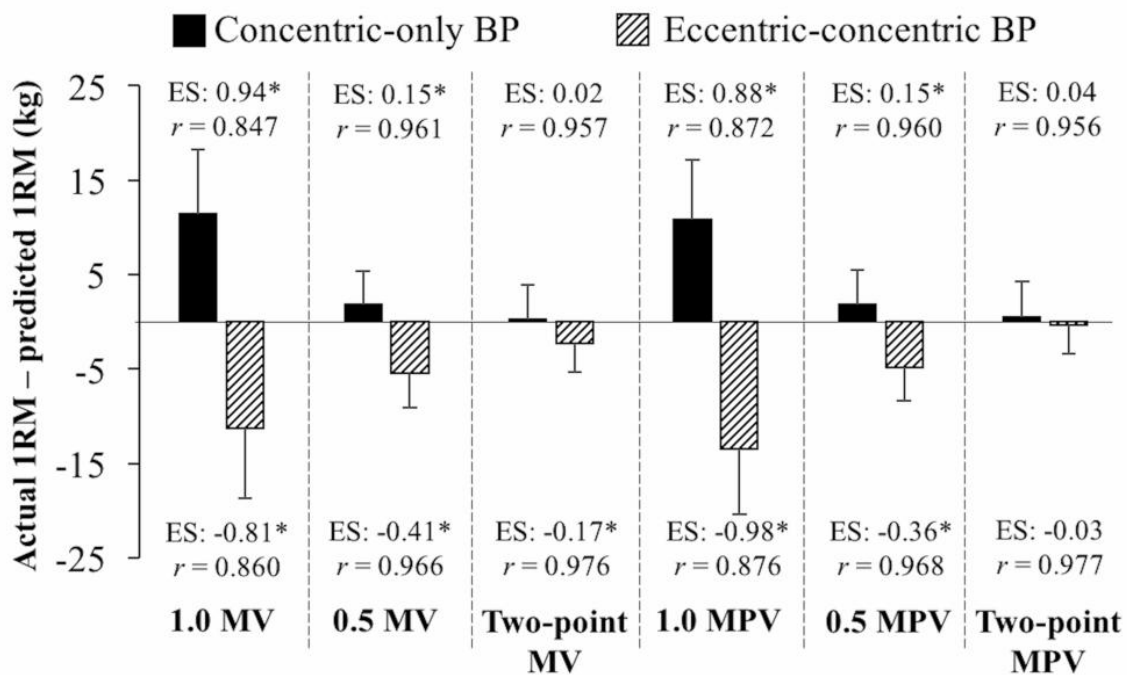 Concentric-only BP Eccentric-concentric BP
Actual 1RM – predicted 1RM (kg)
25
15
5
-5
-15
-25
ES: 0.94* ES: 0.15* ES: 0.02 ES: 0.88* ES: 0.15* ES: 0.04
r = 0.847 r = 0.961 r = 0.957 r = 0.872 r = 0.960 r = 0.956
ES: -0.81* ES: -0.41* ES: -0.17* ES: -0.98* ES: -0.36* ES: -0.03
r = 0.860 r = 0.966 r = 0.976 r = 0.876 r = 0.968 r = 0.977
1.0 MV 0.5 MV Two-point 1.0 MPV 0.5 MPV Two-point
MV MPV